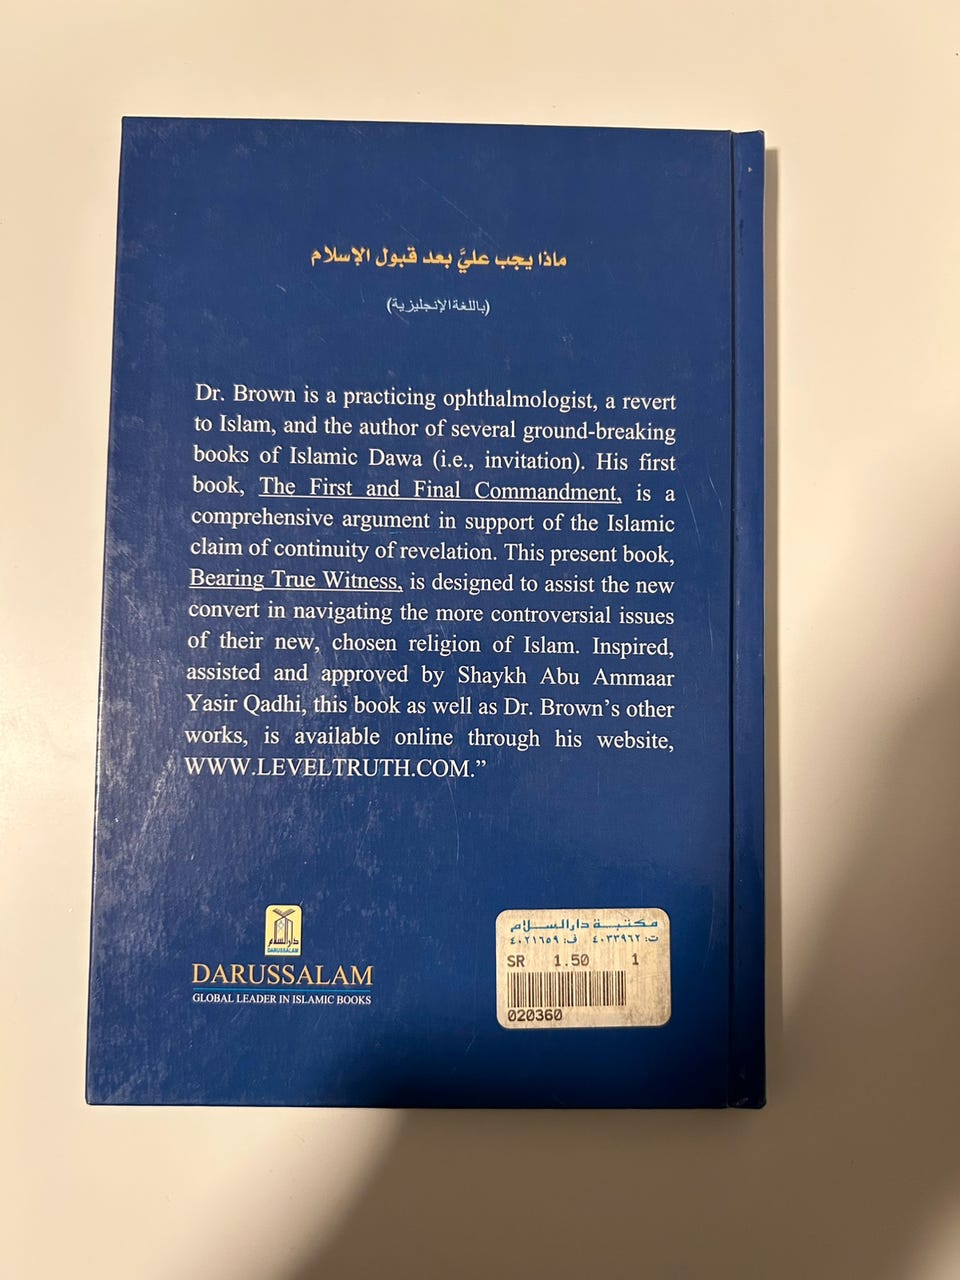 ماذا يجب عليَّ بعد قبول الإسلام
(باللغة الإنجليزية)
Dr. Brown is a practicing ophthalmologist, a revert
to Islam, and the author of several ground-breaking
books of Islamic Dawa (i.e., invitation). His first
book, The First and Final Commandment, is a
comprehensive argument in support of the Islamic
claim of continuity of revelation. This present book,
Bearing True Witness, is designed to assist the new
convert in navigating the more controversial issues
of their new, chosen religion of Islam. Inspired,
assisted and approved by Shaykh Abu Ammaar
Yasir Qadhi, this book as well as Dr. Brown’s other
works, is available online through his website,
WWW.LEVELTRUTH.COM.”
دارالسلام
DARUSSALAM
DARUSSALAM
GLOBAL LEADER IN ISLAMIC BOOKS
مكتبة دارالسلام
ت: ٤٠٣٣٩٦٢ ف: ٤٠٢١٦٥٩
SR 1.50 1
020360